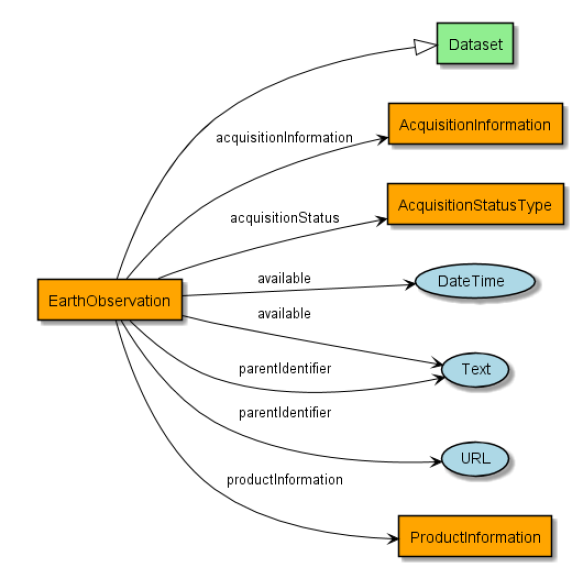 Dataset
acquisitionInformation
AcquisitionInformation
acquisitionStatus
AcquisitionStatusType
available
DateTime
EarthObservation
available
parentIdentifier
Text
parentIdentifier
URL
productInformation
ProductInformation